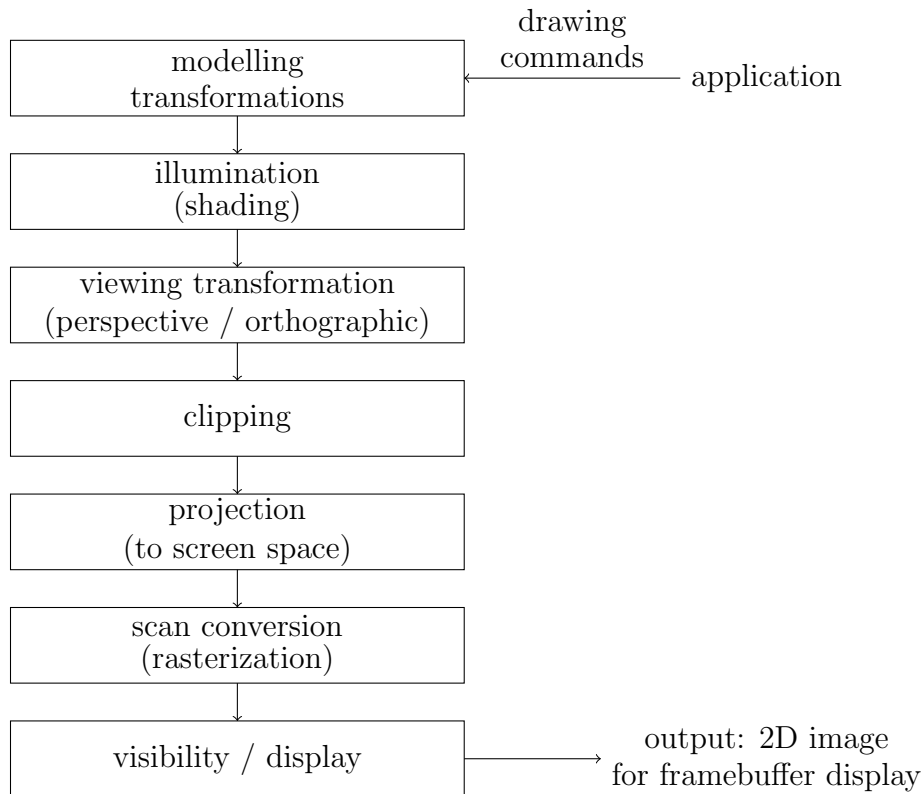 drawing
commands
application
modelling
transformations
illumination
(shading)
viewing transformation
(perspective / orthographic)
clipping
projection
(to screen space)
scan conversion
(rasterization)
visibility / display
output: 2D image
for framebuffer display